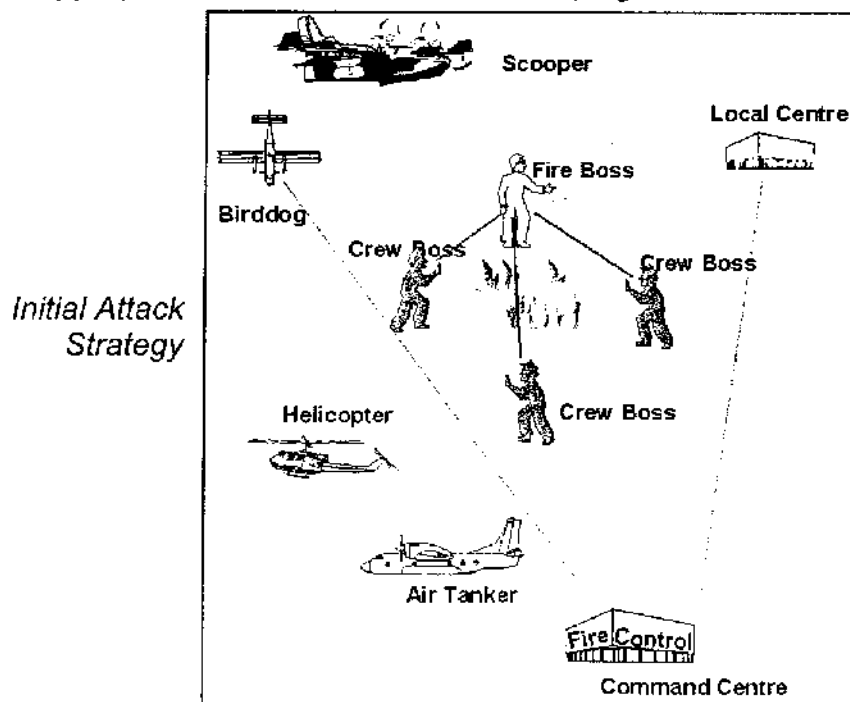 Scooper
Local Centre
Fire Boss
Birddog
Crew Boss
Crew Boss
Initial Attack
Strategy
Crew Boss
Helicopter
Air Tanker
Fire Control
Command Centre